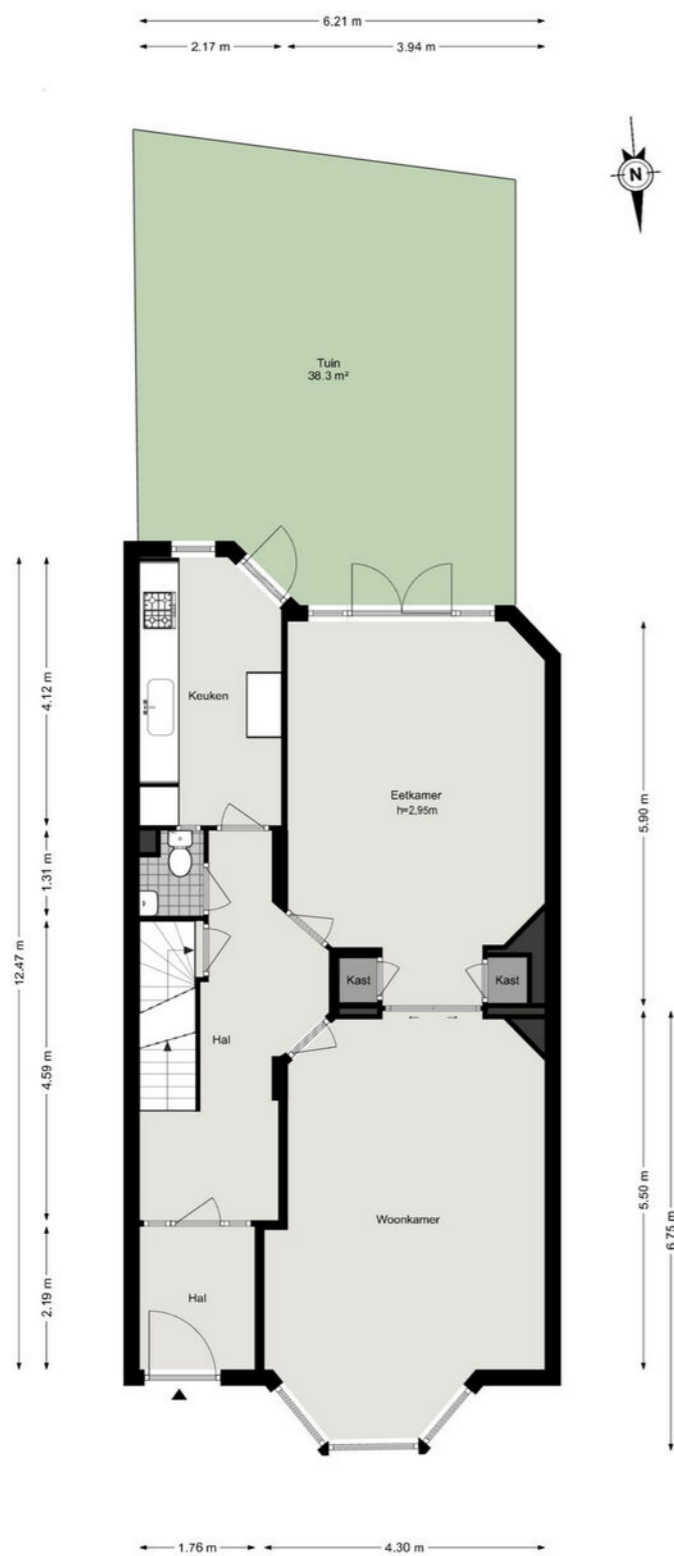 6.21 m
2.17 m
3.94 m
N
Tuin
38.3 m²
Keuken
4.12 m
Eetkamer
h=2,95m
5.90 m
1.31 m
12.47 m
Kast
Kast
Hal
4.59 m
5.50 m
Woonkamer
6.75 m
Hal
2.19 m
1.76 m
4.30 m